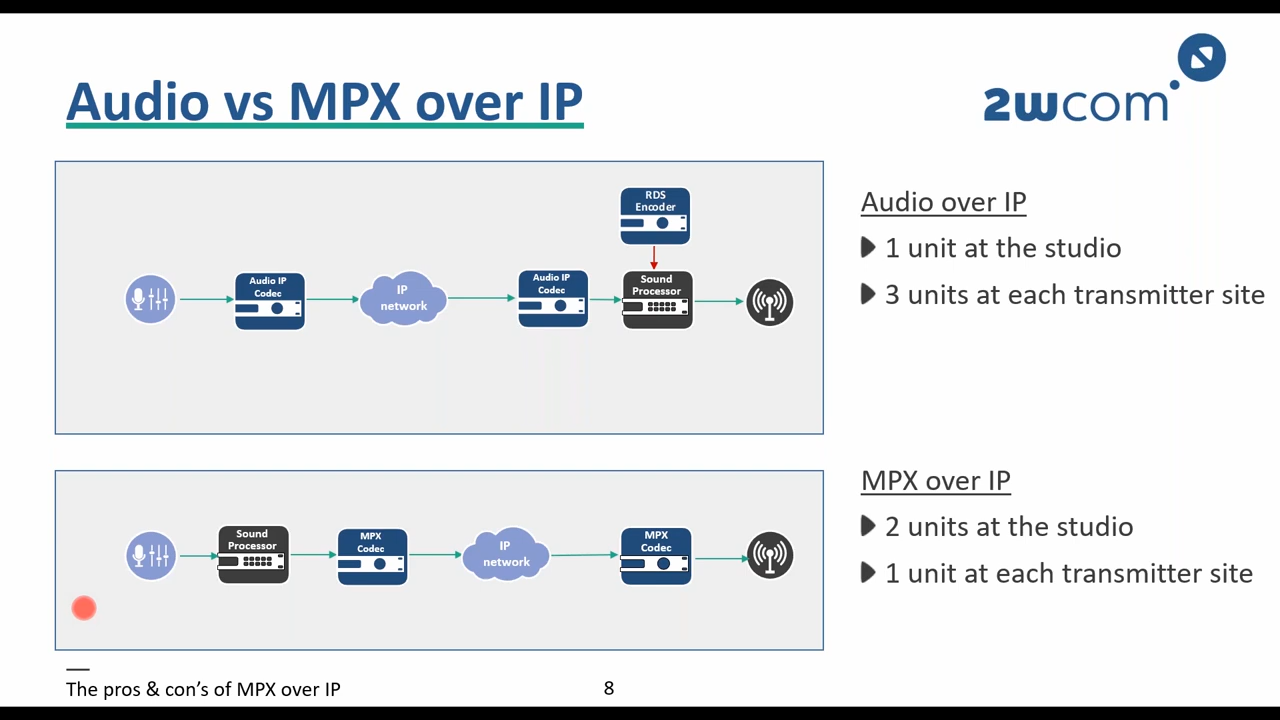 Audio vs MPX over IP
2wcom
RDS
Encoder
Audio IP
Codec
IP
network
Audio IP
Codec
Sound
Processor
Audio over IP
1 unit at the studio
3 units at each transmitter site
Sound
Processor
MPX
Codec
IP
network
MPX
Codec
MPX over IP
2 units at the studio
1 unit at each transmitter site
The pros & con’s of MPX over IP
8